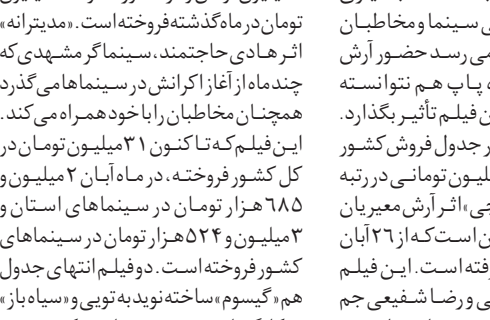 ی سینما و مخاطبان
می رسد حضور آرش
، پاپ هم نتوانسته
ن فیلم تأثیر بگذارد.
ر جدول فروش کشور
لیون تومانی در رتبه
جی» اثر آرش معیریان
ن است که از ۲۶ آبان
فته است. این فیلم
ی و رضا شفیعی جم
تومان در ماه گذشته فروخته است. «مدیترانه»
اثر هادی حاجتمند، سینماگر مشهدی که
چند ماه از آغاز اکرانش در سینماها می گذرد
همچنان مخاطبان را با خود همراه می کند.
این فیلم که تا کنون ۳۱ میلیون تومان در
کل کشور فروخته، در ماه آبان ۲ میلیون و
۶۸۵ هزار تومان در سینماهای استان و
۳ میلیون و ۵۲۴ هزار تومان در سینماهای
کشور فروخته است. دو فیلم انتهای جدول
هم «گیسوم» ساخته نوید به تویی و «سیاه باز»